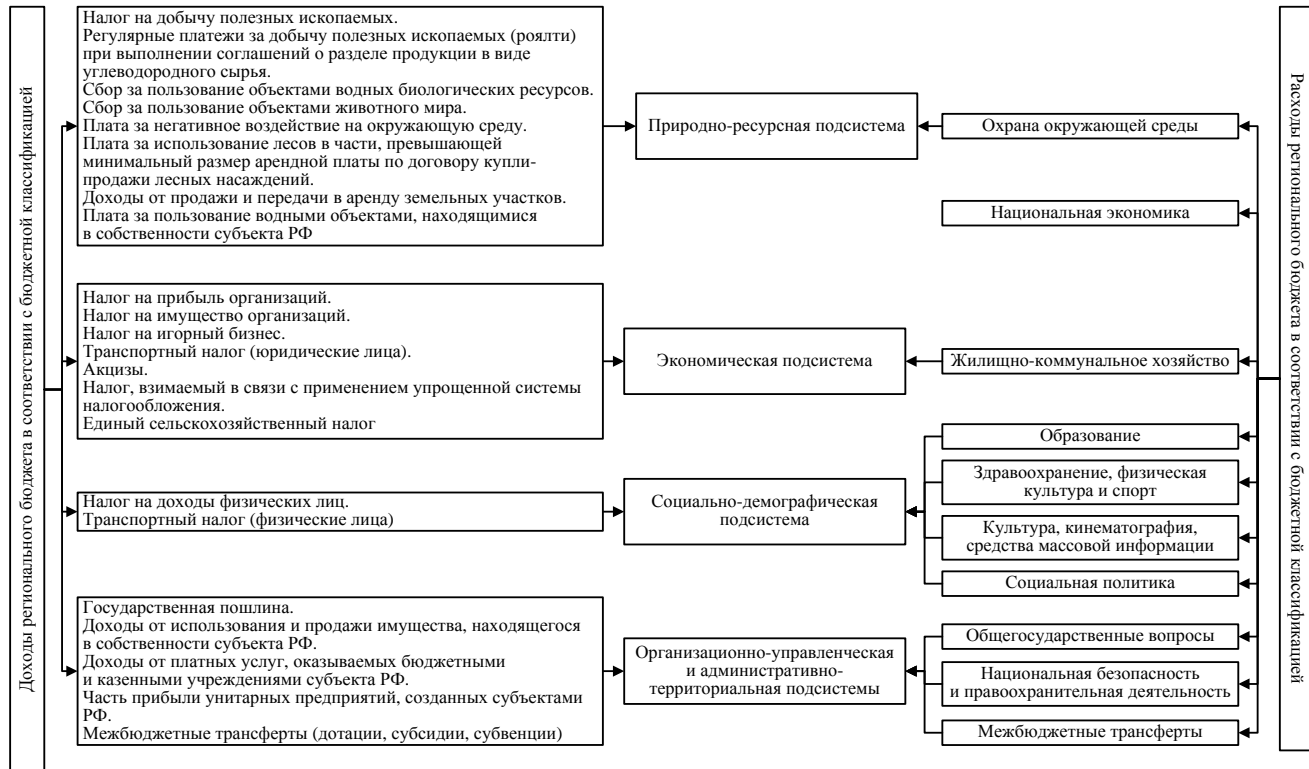 Доходы регионального бюджета в соответствии с бюджетной классификацией
Налог на добычу полезных ископаемых.
Регулярные платежи за добычу полезных ископаемых (роялти)
при выполнении соглашений о разделе продукции в виде
углеводородного сырья.
Сбор за пользование объектами водных биологических ресурсов.
Сбор за пользование объектами животного мира.
Плата за негативное воздействие на окружающую среду.
Плата за использование лесов в части, превышающей
минимальный размер арендной платы по договору купли-
продажи лесных насаждений.
Доходы от продажи и передачи в аренду земельных участков.
Плата за пользование водными объектами, находящимися
в собственности субъекта РФ
Природно-ресурсная подсистема
Охрана окружающей среды
Национальная экономика
Налог на прибыль организаций.
Налог на имущество организаций.
Налог на игорный бизнес.
Транспортный налог (юридические лица).
Акцизы.
Налог, взимаемый в связи с применением упрощенной системы
налогообложения.
Единый сельскохозяйственный налог
Экономическая подсистема
Жилищно-коммунальное хозяйство
Налог на доходы физических лиц.
Транспортный налог (физические лица)
Социально-демографическая
подсистема
Образование
Здравоохранение, физическая
культура и спорт
Культура, кинематография,
средства массовой информации
Социальная политика
Государственная пошлина.
Доходы от использования и продажи имущества, находящегося
в собственности субъекта РФ.
Доходы от платных услуг, оказываемых бюджетными
и казенными учреждениями субъекта РФ.
Часть прибыли унитарных предприятий, созданных субъектами
РФ.
Межбюджетные трансферты (дотации, субсидии, субвенции)
Организационно-управленческая
и административно-
территориальная подсистемы
Общегосударственные вопросы
Национальная безопасность
и правоохранительная деятельность
Межбюджетные трансферты
Расходы регионального бюджета в соответствии с бюджетной классификацией